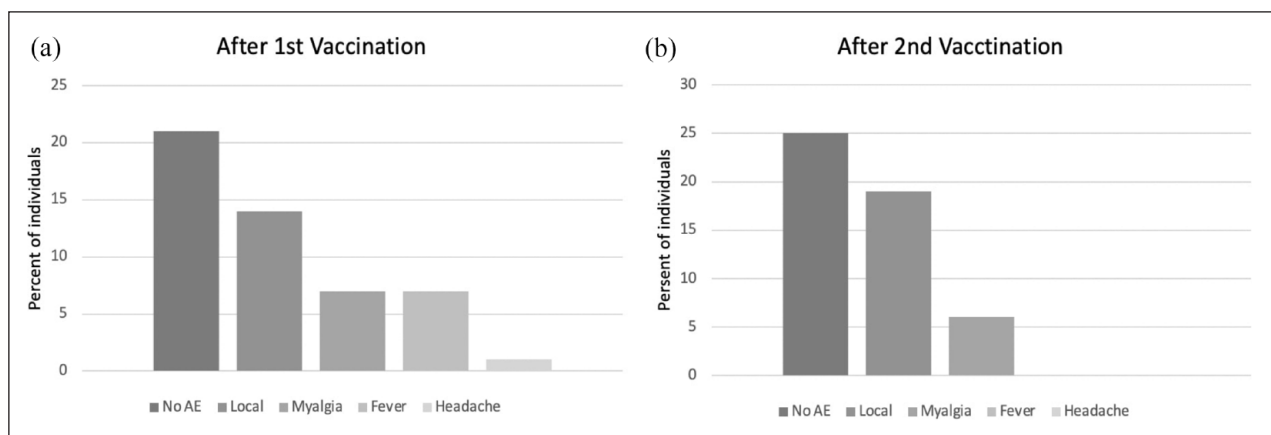 (a)
After 1st Vaccination
25
20
15
10
5
0
Percent of individuals
No AE Local Myalgia Fever Headache
(b)
After 2nd Vacctination
30
25
20
15
10
5
0
Persent of individuals
No AE Local Myalgia Fever Headache